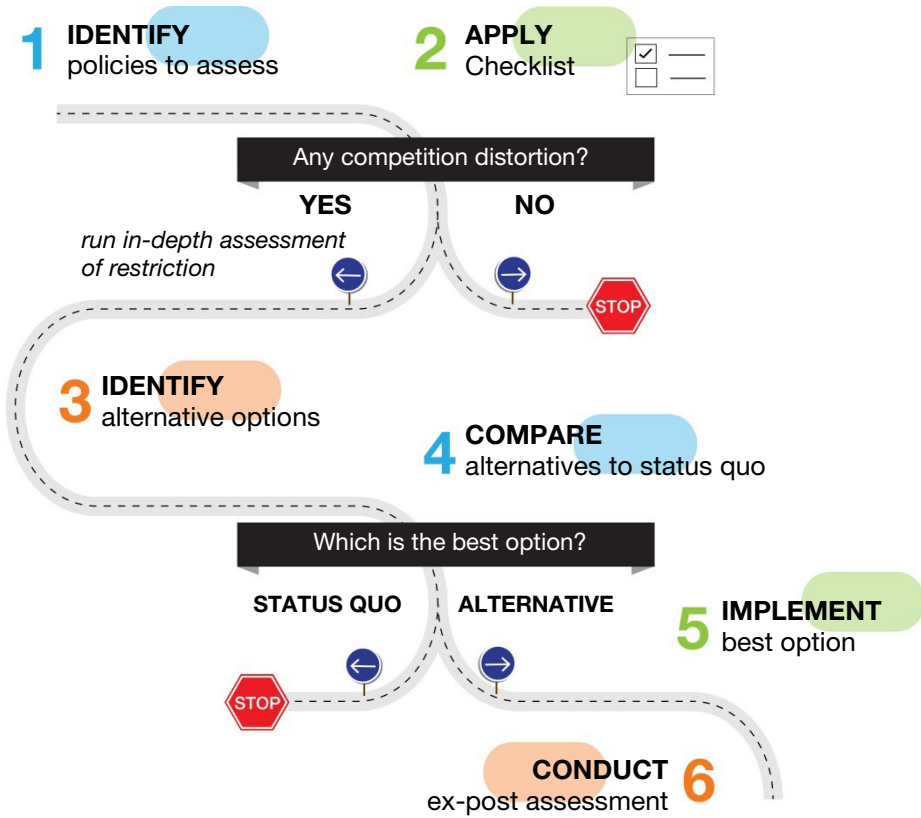 1 IDENTIFY
policies to assess
2 APPLY
Checklist
Any competition distortion?
YES
NO
run in-depth assessment
of restriction
STOP
3 IDENTIFY
alternative options
4 COMPARE
alternatives to status quo
Which is the best option?
STATUS QUO
ALTERNATIVE
5 IMPLEMENT
best option
STOP
CONDUCT 6
ex-post assessment